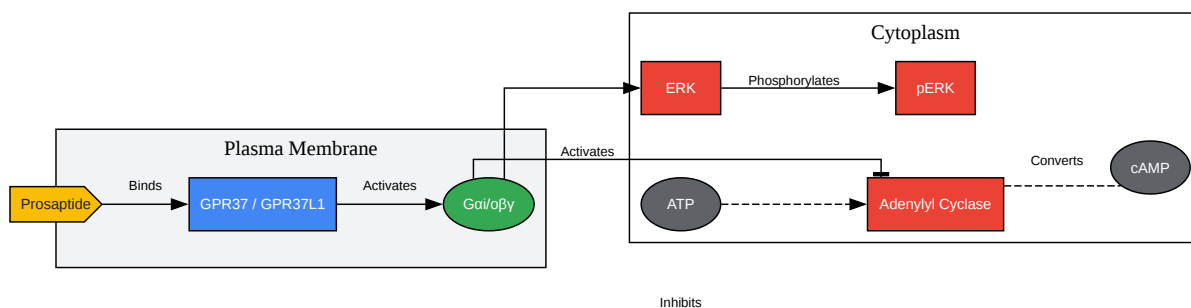 Cytoplasm
ERK
Phosphorylates
pERK
Plasma Membrane
Activates
Prosaptide
Binds
GPR37 / GPR37L1
Activates
Gαi/oβγ
ATP
Adenylyl Cyclase
Converts
cAMP
Inhibits